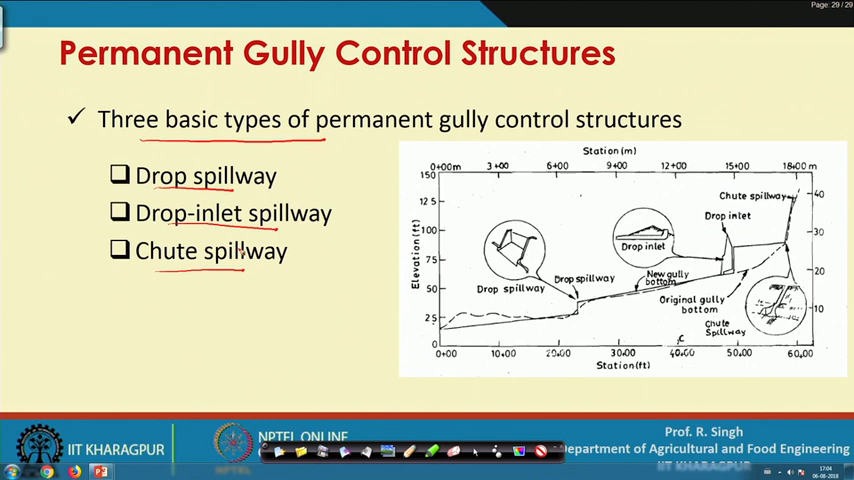 Page: 29 / 29
Permanent Gully Control Structures
✓ Three basic types of permanent gully control structures
❑ Drop spillway
❑ Drop-inlet spillway
❑ Chute spillway
Station(m)
0+00m 3+00 6+00 9+00 12+00 15+00 18+00m
Elevation (ft)
150
125
100
75
50
25
0
40
30
20
10
Elevation (m)
Chute spillway
Drop inlet
Drop inlet
Drop spillway
Drop spillway
New gully
bottom
Original gully
bottom
Chute
Spillway
0+00 10.00 20.00 30.00 40.00 50.00 60.00
Station(ft)
IIT KHARAGPUR
NPTEL ONLINE
NPTEL
Prof. R. Singh
Department of Agricultural and Food Engineering
IIT KHARAGPUR
17:04
06-08-2018